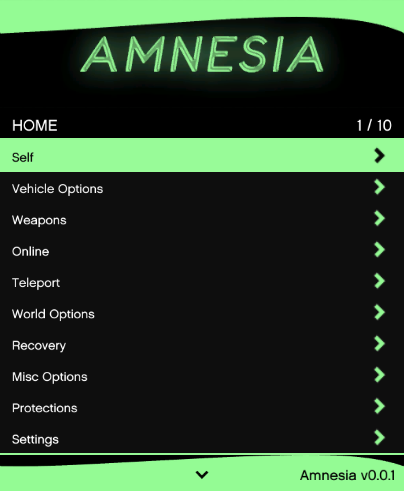 AMNESIA
HOME 1 / 10
Self
Vehicle Options
Weapons
Online
Teleport
World Options
Recovery
Misc Options
Protections
Settings
Amnesia v0.0.1